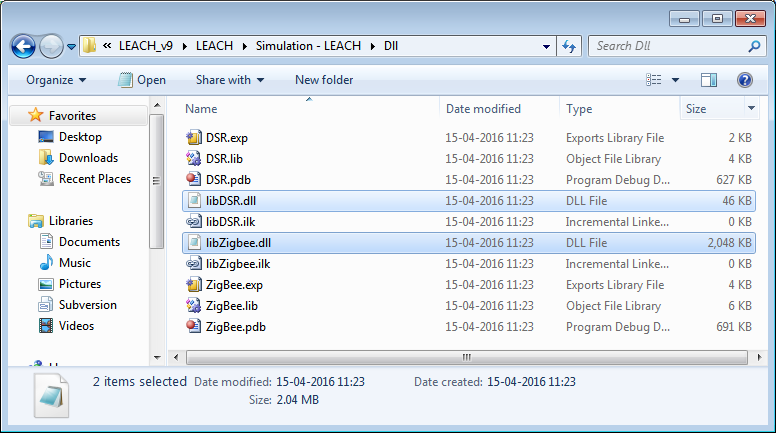 « LEACH_v9 ▸ LEACH ▸ Simulation - LEACH ▸ Dll Search Dll
Organize Open Share with New folder
Favorites
Desktop
Downloads
Recent Places
Libraries
Documents
Music
Pictures
Subversion
Videos
Name Date modified Type Size
DSR.exp 15-04-2016 11:23 Exports Library File 2 KB
DSR.lib 15-04-2016 11:23 Object File Library 4 KB
DSR.pdb 15-04-2016 11:23 Program Debug D... 627 KB
libDSR.dll 15-04-2016 11:23 DLL File 46 KB
libDSR.ilk 15-04-2016 11:23 Incremental Linke... 0 KB
libZigbee.dll 15-04-2016 11:23 DLL File 2,048 KB
libZigbee.ilk 15-04-2016 11:23 Incremental Linke... 0 KB
ZigBee.exp 15-04-2016 11:23 Exports Library File 4 KB
ZigBee.lib 15-04-2016 11:23 Object File Library 6 KB
ZigBee.pdb 15-04-2016 11:23 Program Debug D... 691 KB
2 items selected Date modified: 15-04-2016 11:23 Date created: 15-04-2016 11:23
Size: 2.04 MB